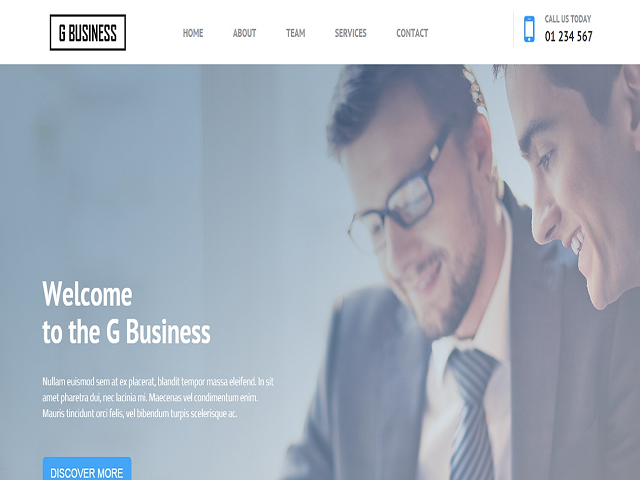 G BUSINESS
HOME
ABOUT
TEAM
SERVICES
CONTACT
CALL US TODAY
01 234 567
Welcome
to the G Business
Nullam euismod sem at ex placerat, blandit tempor massa eleifend. In sit
amet pharetra dui, nec lacinia mi. Maecenas vel condimentum enim.
Mauris tincidunt orci felis, vel bibendum turpis scelerisque ac.
DISCOVER MORE